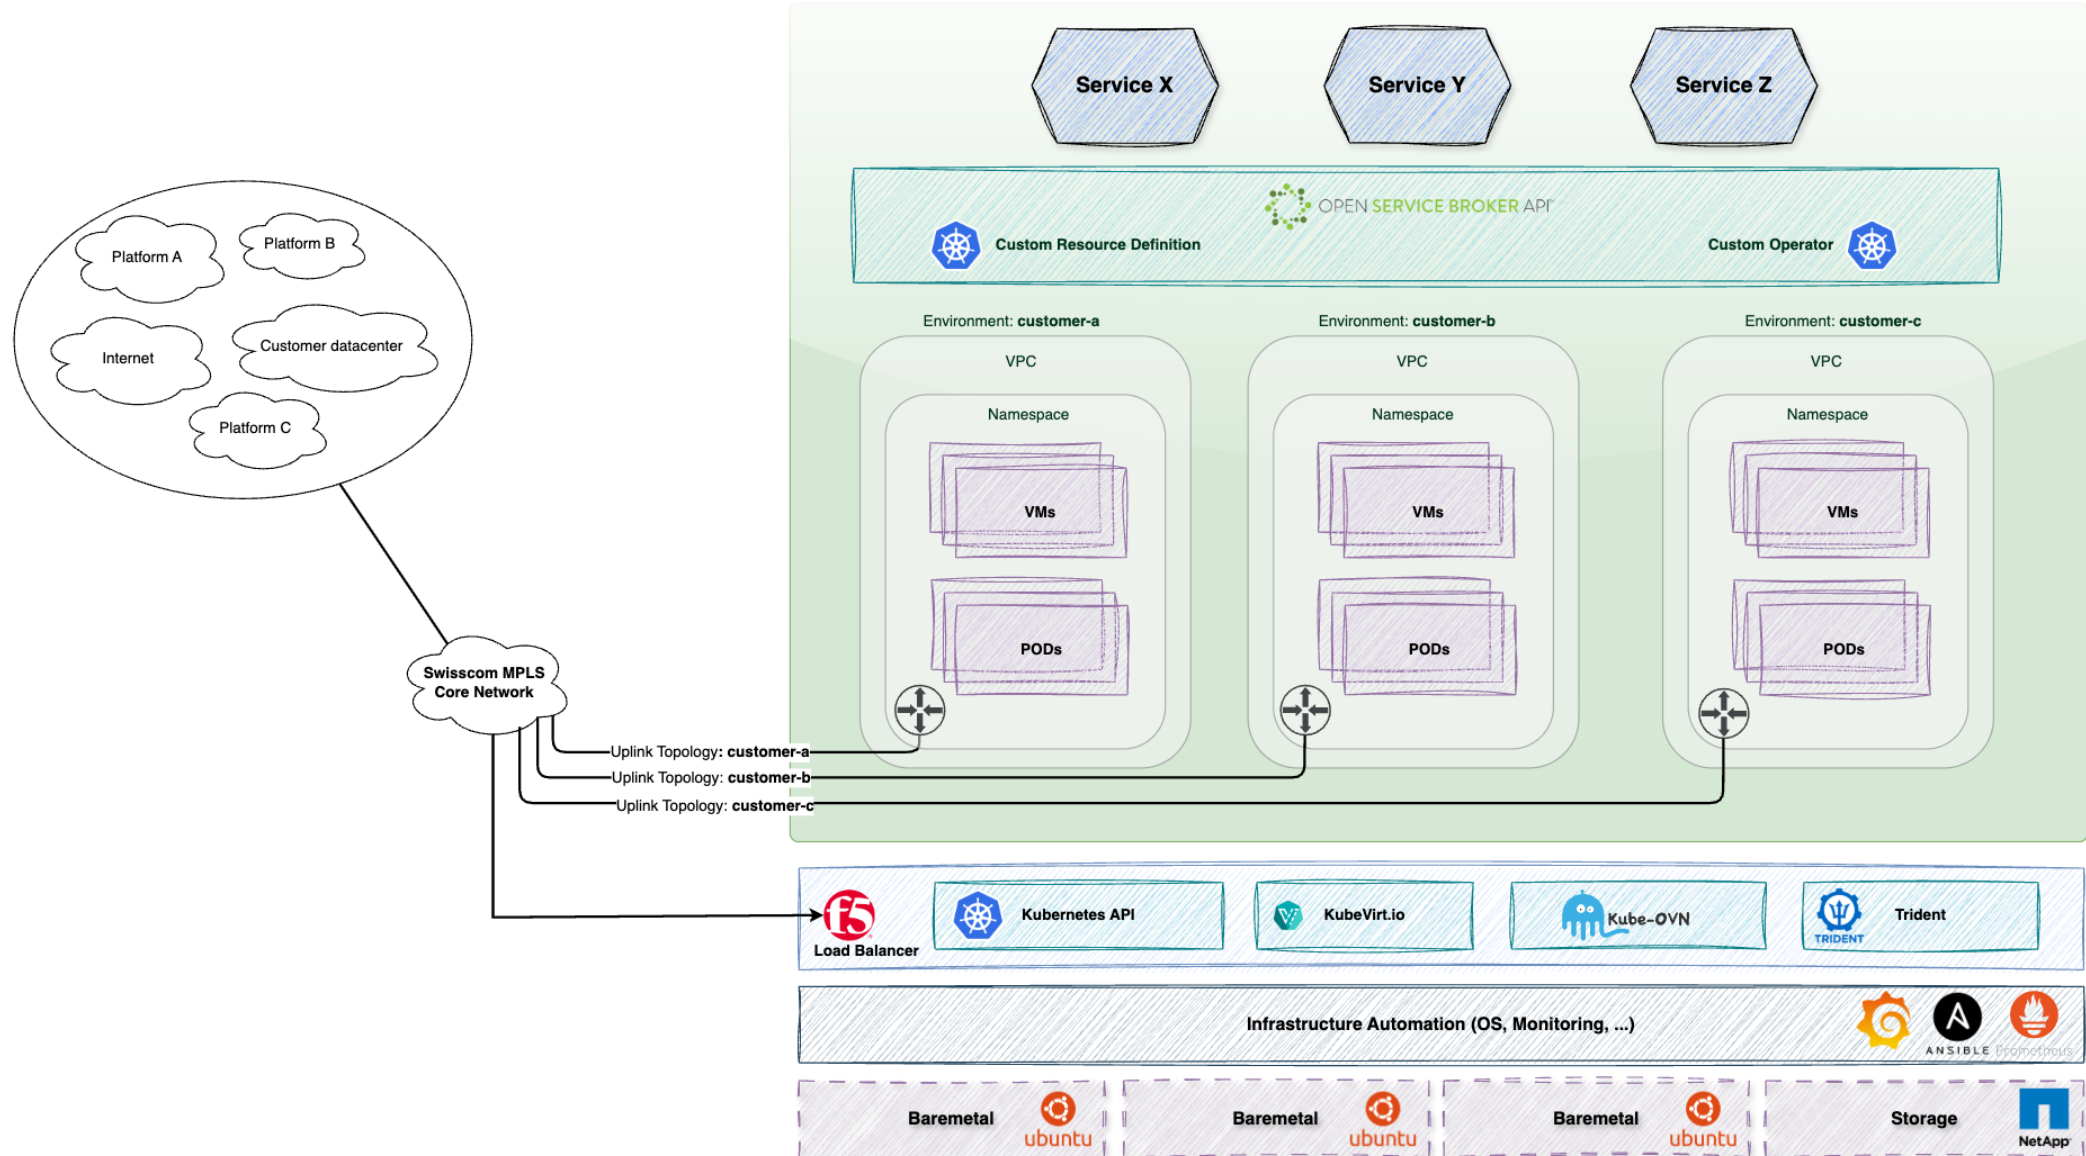 Service X
Service Y
Service Z
OPEN SERVICE BROKER API
Custom Resource Definition
Custom Operator
Platform A
Platform B
Internet
Customer datacenter
Platform C
Environment: customer-a
Environment: customer-b
Environment: customer-c
VPC
VPC
VPC
Namespace
Namespace
Namespace
VMs
VMs
VMs
PODs
PODs
PODs
Swisscom MPLS
Core Network
Uplink Topology: customer-a
Uplink Topology: customer-b
Uplink Topology: customer-c
f5
Load Balancer
Kubernetes API
KubeVirt.io
Kube-OVN
TRIDENT
Trident
Infrastructure Automation (OS, Monitoring, ...)
ANSIBLE
Prometheus
Baremetal
ubuntu
Baremetal
ubuntu
Baremetal
ubuntu
Storage
NetApp